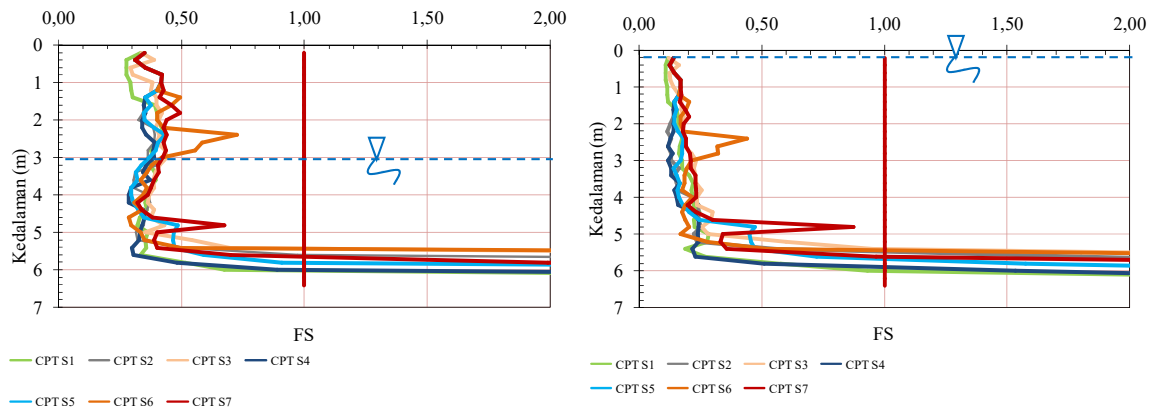 0,00 0,50 1,00 1,50 2,00
0
1
2
3
4
5
6
7
Kedalaman (m)
FS
CPT S1 CPT S2 CPT S3 CPT S4
CPT S5 CPT S6 CPT S7
0,00 0,50 1,00 1,50 2,00
0
1
2
3
4
5
6
7
Kedalaman (m)
FS
CPT S1 CPT S2 CPT S3 CPT S4
CPT S5 CPT S6 CPT S7